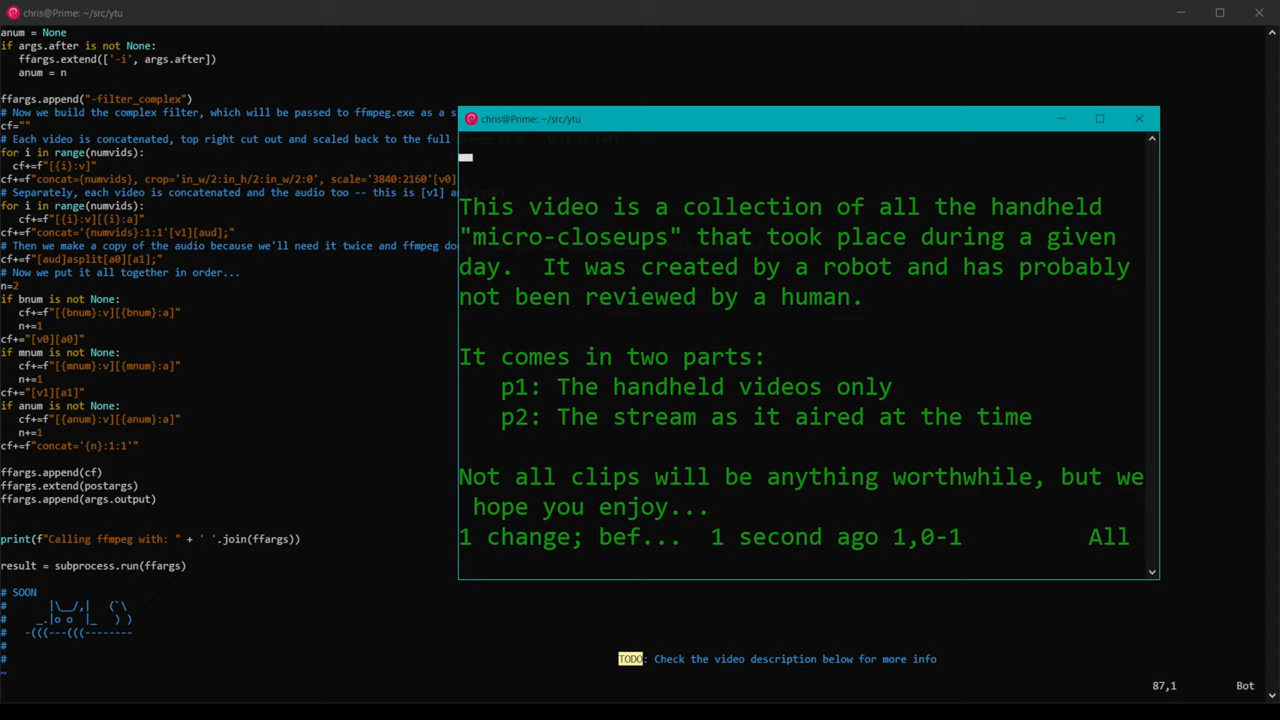 chris@Prime: ~/src/ytu
anum = None
if args.after is not None:
   ffargs.extend(['-i', args.after])
   anum = n
ffargs.append("-filter_complex")
# Now we build the complex filter, which will be passed to ffmpeg.exe as a s
cf=""
# Each video is concatenated, top right cut out and scaled back to the full
for i in range(numvids):
  cf+=f"[{i}:v]"
cf+=f"concat={numvids}, crop='in_w/2:in_h/2:in_w/2:0', scale='3840:2160'[v0]
# Separately, each video is concatenated and the audio too -- this is [v1] a
for i in range(numvids):
   cf+=f"[{i}:v][{i}:a]"
cf+=f"concat='{numvids}:1:1'[v1][aud];"
# Then we make a copy of the audio because we'll need it twice and ffmpeg do
cf+="[aud]asplit[a0][a1];"
# Now we put it all together in order...
n=2
if bnum is not None:
   cf+=f"[{bnum}:v][{bnum}:a]"
   n+=1
cf+="[v0][a0]"
if mnum is not None:
   cf+=f"[{mnum}:v][{mnum}:a]"
   n+=1
cf+="[v1][a1]"
if anum is not None:
   cf+=f"[{anum}:v][{anum}:a]"
   n+=1
cf+=f"concat='{n}:1:1'"
ffargs.append(cf)
ffargs.extend(postargs)
ffargs.append(args.output)
print(f"Calling ffmpeg with: " + ' '.join(ffargs))
result = subprocess.run(ffargs)
# SOON
#      |\__/,|   (`\
#    _.|o o  |_   ) )
#  -(((---(((--------
#
#
~
chris@Prime: ~/src/ytu
This video is a collection of all the handheld
"micro-closeups" that took place during a given
day.  It was created by a robot and has probably
not been reviewed by a human.
It comes in two parts:
   p1: The handheld videos only
   p2: The stream as it aired at the time
Not all clips will be anything worthwhile, but we
 hope you enjoy...
1 change; bef...  1 second ago 1,0-1         All
TODO: Check the video description below for more info
87,1          Bot